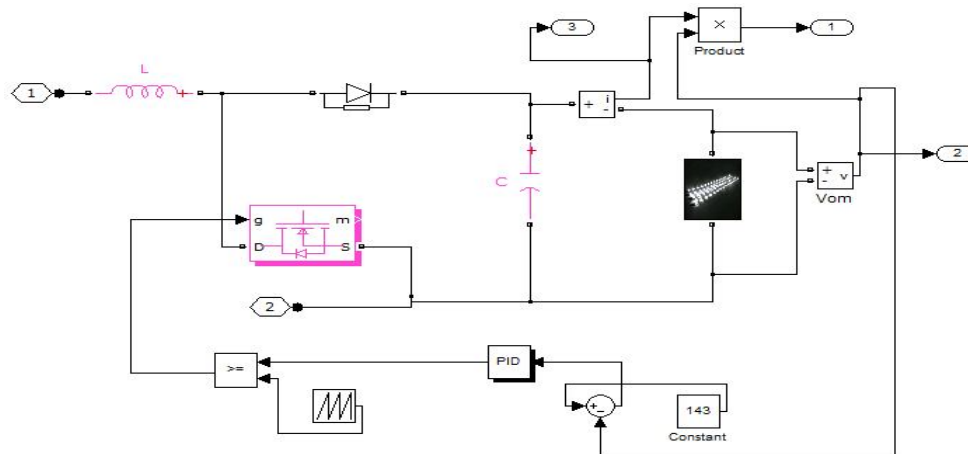 3
1
×
Product
L
1
+
+
i
-
+
2
C
+
-
v
Vom
g
m
D
S
2
PID
>=
+
-
143
Constant